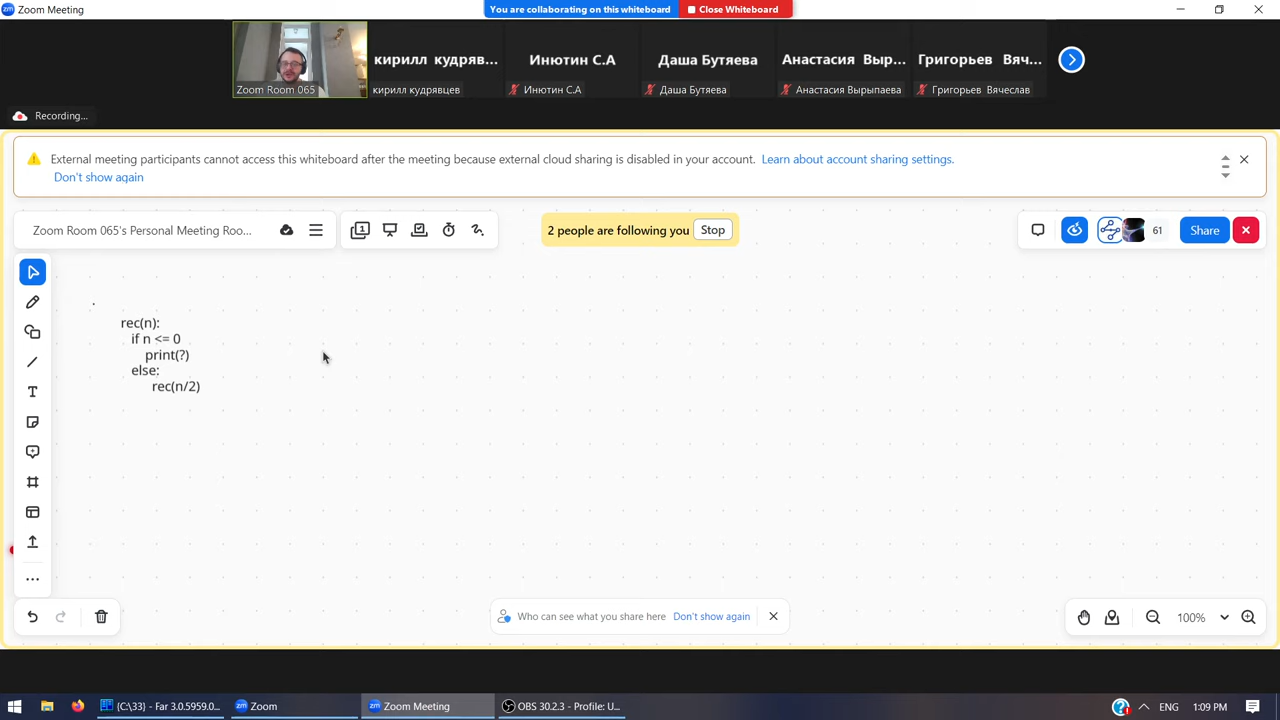 Zoom Meeting
You are collaborating on this whiteboard
Close Whiteboard
Zoom Room 065
кирилл кудряв...
кирилл кудрявцев
Инютин С.А
Инютин С.А
Даша Бутяева
Даша Бутяева
Анастасия Выр...
Анастасия Вырыпаева
Григорьев Вяч...
Григорьев Вячеслав
Recording...
External meeting participants cannot access this whiteboard after the meeting because external cloud sharing is disabled in your account. Learn about account sharing settings.
Don't show again
Zoom Room 065's Personal Meeting Roo...
1
2 people are following you
Stop
61
Share
rec(n):
if n <= 0
print(?)
else:
rec(n/2)
T
Who can see what you share here
Don't show again
100%
(C:\33) - Far 3.0.5959.0...
Zoom
Zoom Meeting
OBS 30.2.3 - Profile: U...
ENG
1:09 PM